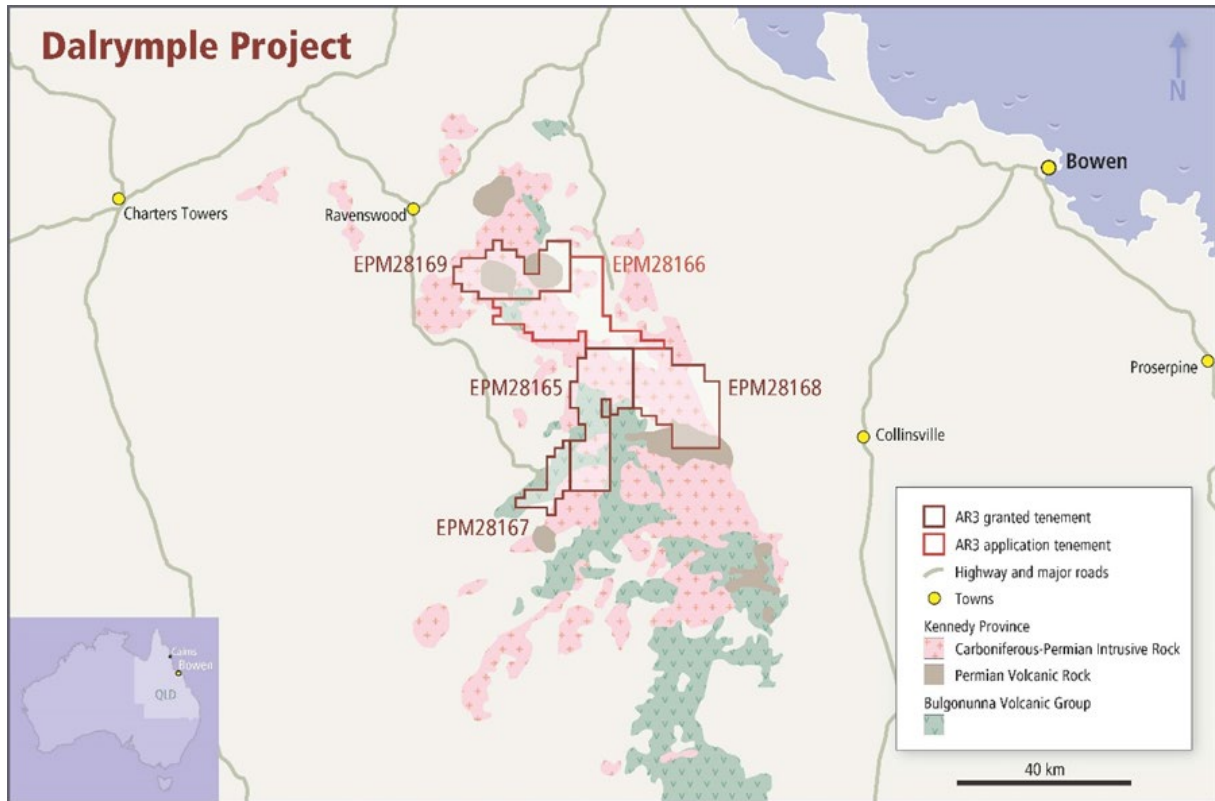 Dalrymple Project
N
Bowen
Charters Towers
Ravenswood
EPM28169
EPM28166
Proserpine
EPM28165
EPM28168
Collinsville
EPM28167
AR3 granted tenement
AR3 application tenement
Highway and major roads
Towns
Kennedy Province
Carboniferous-Permian Intrusive Rock
Permian Volcanic Rock
Bulgonunna Volcanic Group
Cairns
Bowen
QLD
40 km